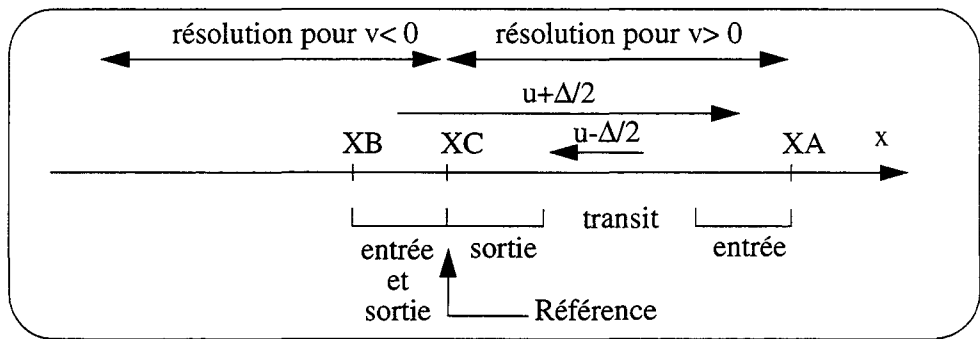 résolution pour v< 0
résolution pour v> 0
u+Δ/2
u-Δ/2
XB
XC
XA
x
entrée
et
sortie
sortie
transit
entrée
Référence